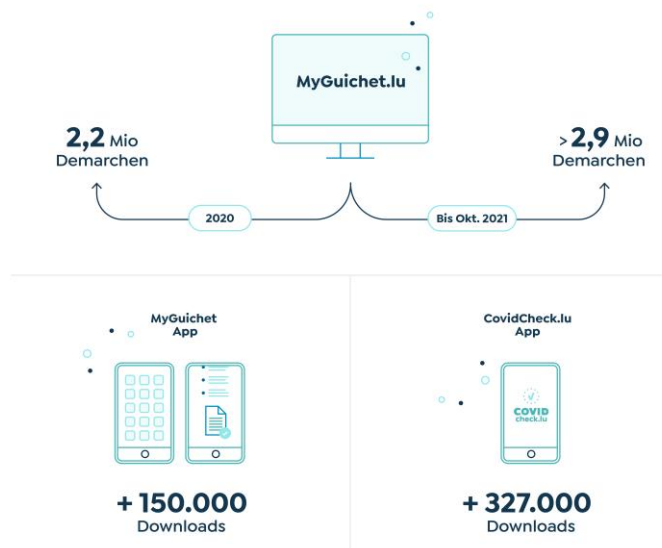 MyGuichet.lu
2,2 Mio
Demarchen
> 2,9 Mio
Demarchen
2020
Bis Okt. 2021
MyGuichet
App
CovidCheck.lu
App
COVID
check.lu
+ 150.000
Downloads
+ 327.000
Downloads